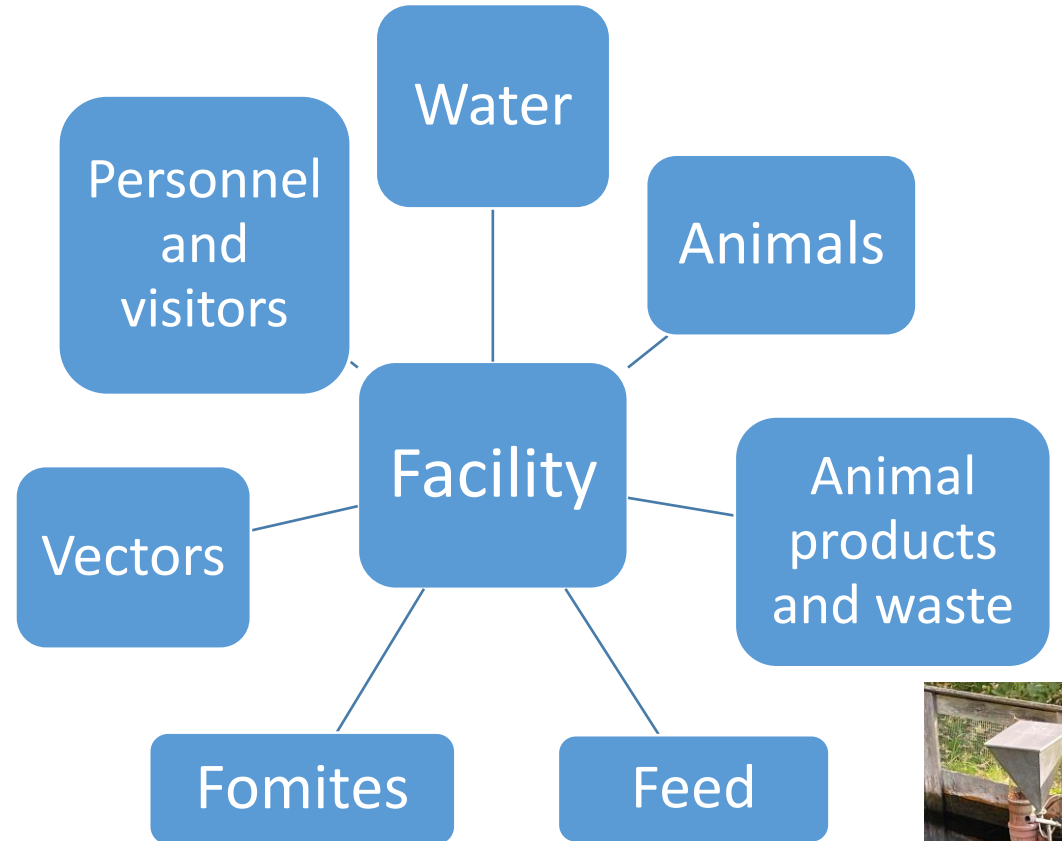 Water
Personnel
and
visitors
Animals
Facility
Animal
products
and waste
Vectors
Fomites
Feed